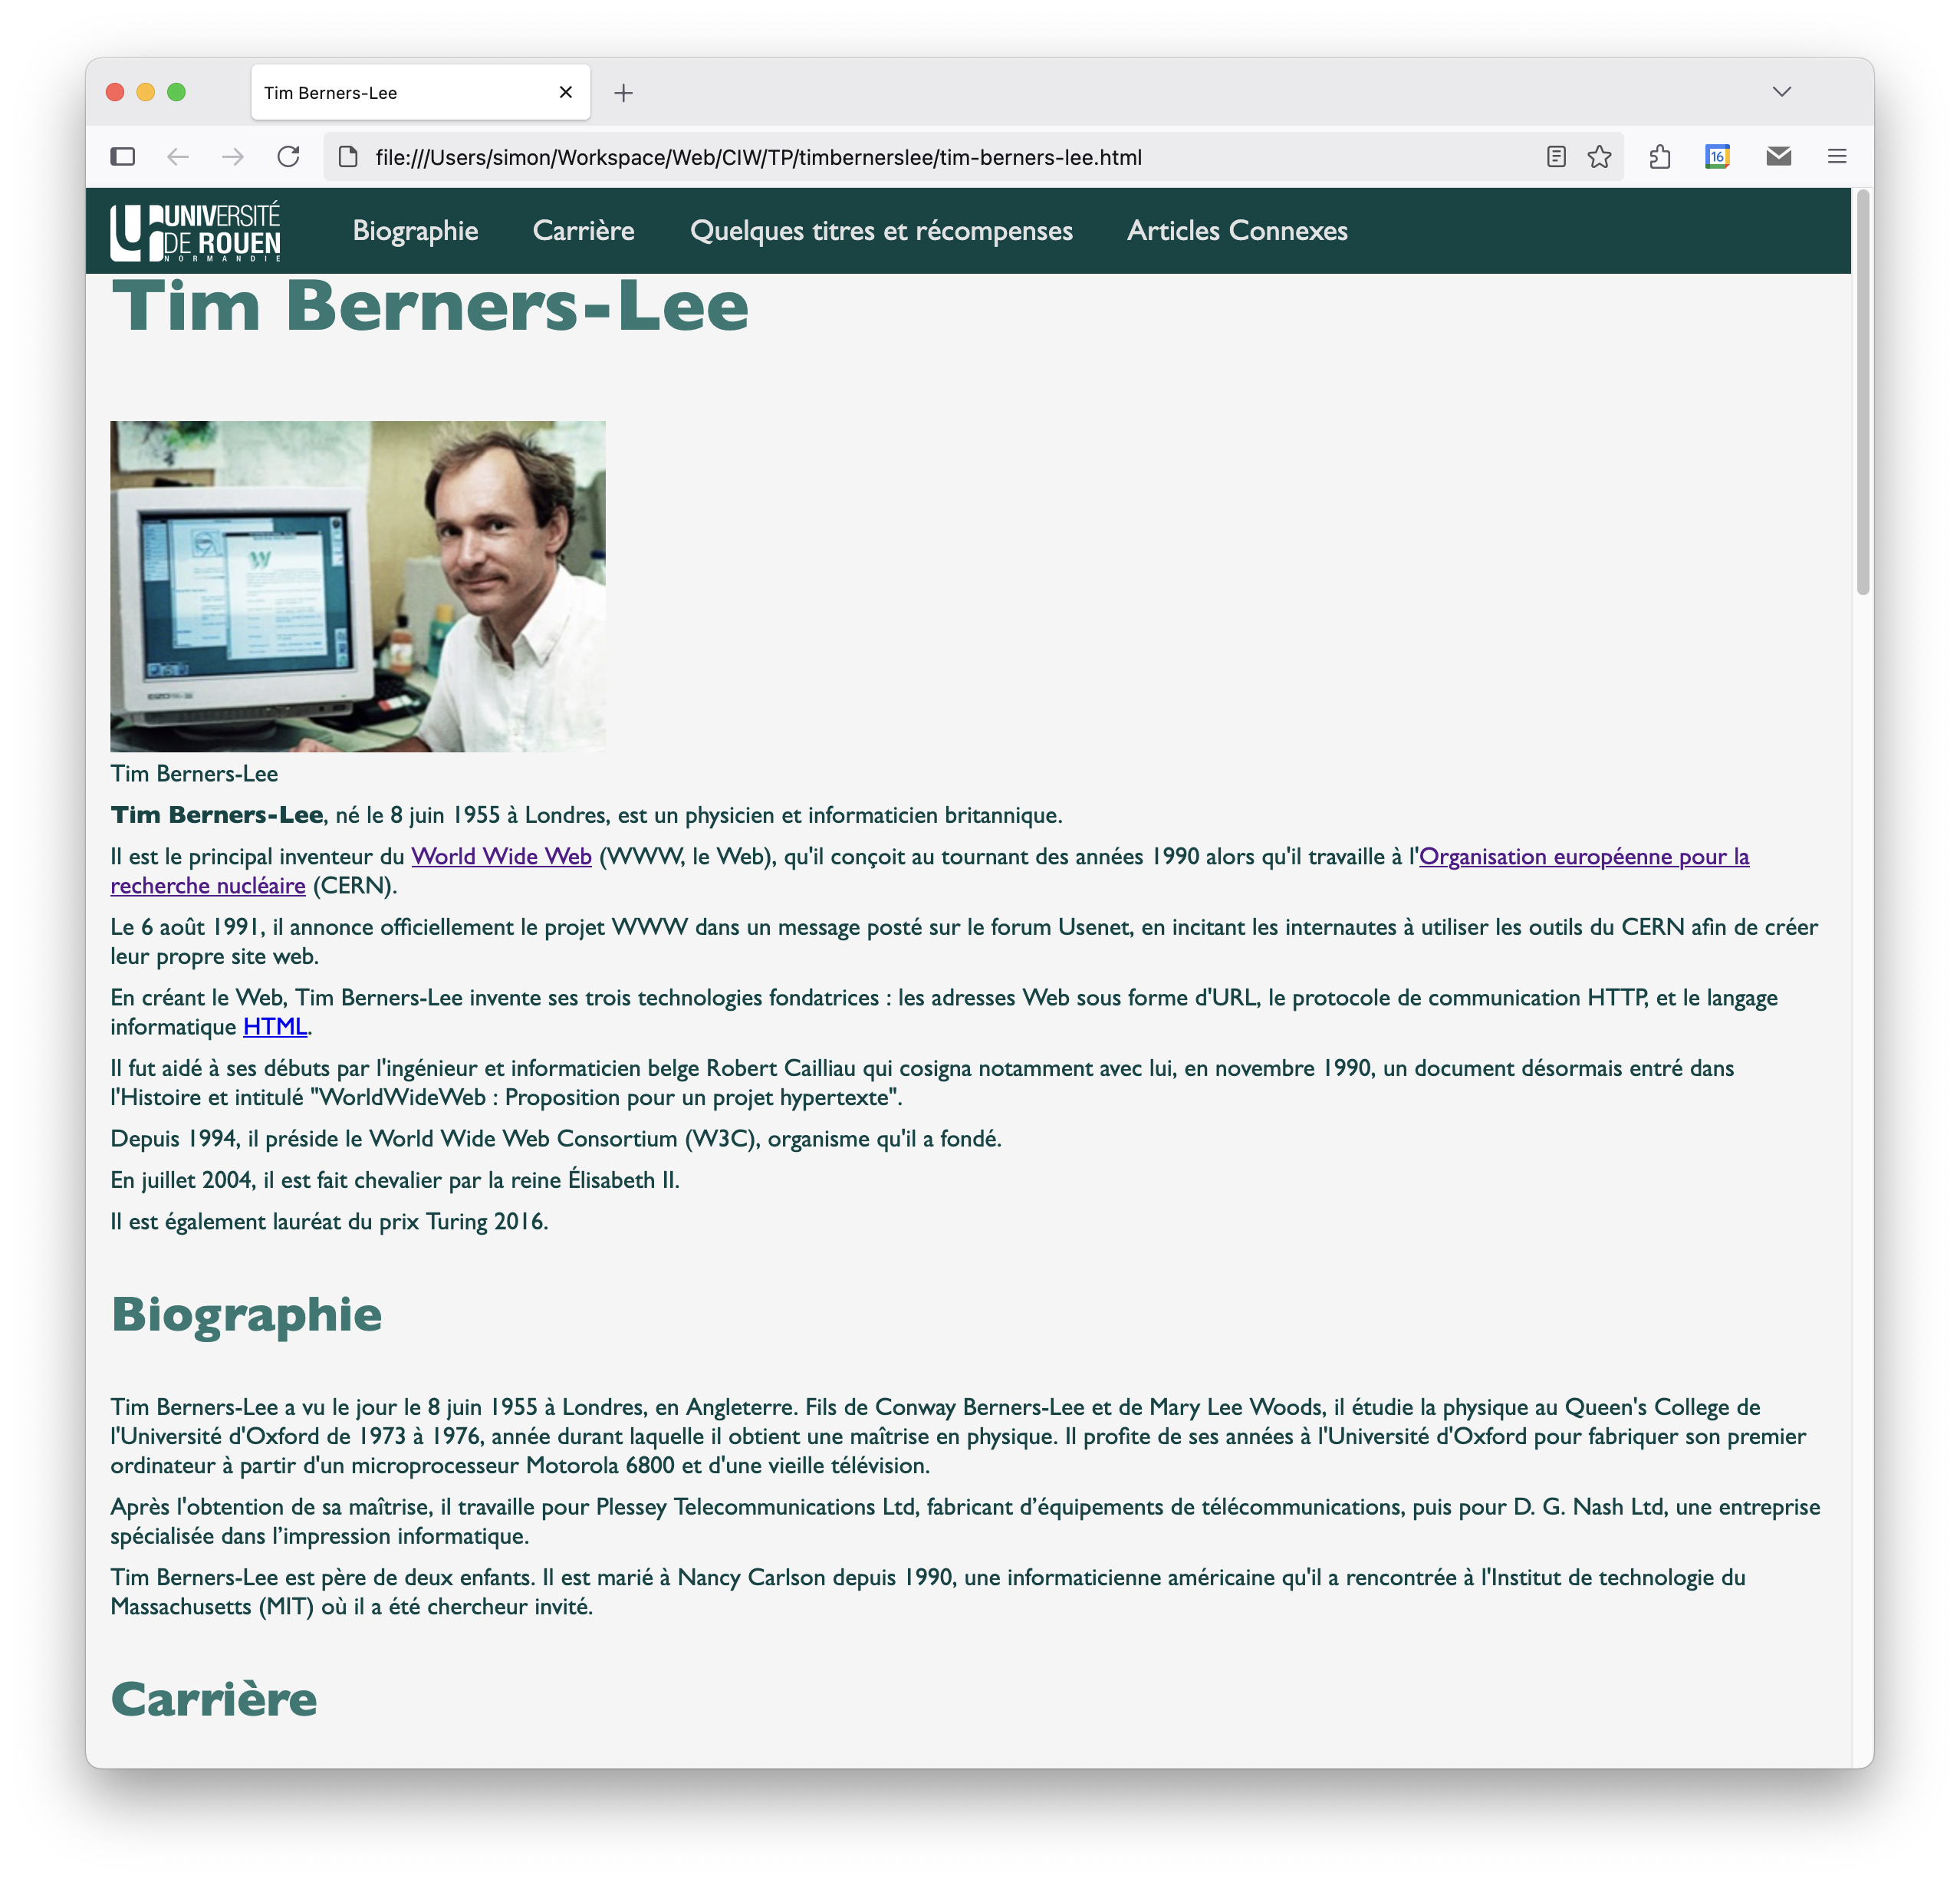 Tim Berners-Lee
file:///Users/simon/Workspace/Web/CIW/TP/timbernerslee/tim-berners-lee.html
16
UNIVERSITÉ
DE ROUEN
NORMANDIE
Biographie Carrière Quelques titres et récompenses Articles Connexes
Tim Berners-Lee
W
Tim Berners-Lee
Tim Berners-Lee, né le 8 juin 1955 à Londres, est un physicien et informaticien britannique.
Il est le principal inventeur du World Wide Web (WWW, le Web), qu'il conçoit au tournant des années 1990 alors qu'il travaille à l'Organisation européenne pour la
recherche nucléaire (CERN).
Le 6 août 1991, il annonce officiellement le projet WWW dans un message posté sur le forum Usenet, en incitant les internautes à utiliser les outils du CERN afin de créer
leur propre site web.
En créant le Web, Tim Berners-Lee invente ses trois technologies fondatrices : les adresses Web sous forme d'URL, le protocole de communication HTTP, et le langage
informatique HTML.
Il fut aidé à ses débuts par l'ingénieur et informaticien belge Robert Cailliau qui cosigna notamment avec lui, en novembre 1990, un document désormais entré dans
l'Histoire et intitulé "WorldWideWeb : Proposition pour un projet hypertexte".
Depuis 1994, il préside le World Wide Web Consortium (W3C), organisme qu'il a fondé.
En juillet 2004, il est fait chevalier par la reine Élisabeth II.
Il est également lauréat du prix Turing 2016.
Biographie
Tim Berners-Lee a vu le jour le 8 juin 1955 à Londres, en Angleterre. Fils de Conway Berners-Lee et de Mary Lee Woods, il étudie la physique au Queen's College de
l'Université d'Oxford de 1973 à 1976, année durant laquelle il obtient une maîtrise en physique. Il profite de ses années à l'Université d'Oxford pour fabriquer son premier
ordinateur à partir d'un microprocesseur Motorola 6800 et d'une vieille télévision.
Après l'obtention de sa maîtrise, il travaille pour Plessey Telecommunications Ltd, fabricant d’équipements de télécommunications, puis pour D. G. Nash Ltd, une entreprise
spécialisée dans l’impression informatique.
Tim Berners-Lee est père de deux enfants. Il est marié à Nancy Carlson depuis 1990, une informaticienne américaine qu'il a rencontrée à l'Institut de technologie du
Massachusetts (MIT) où il a été chercheur invité.
Carrière